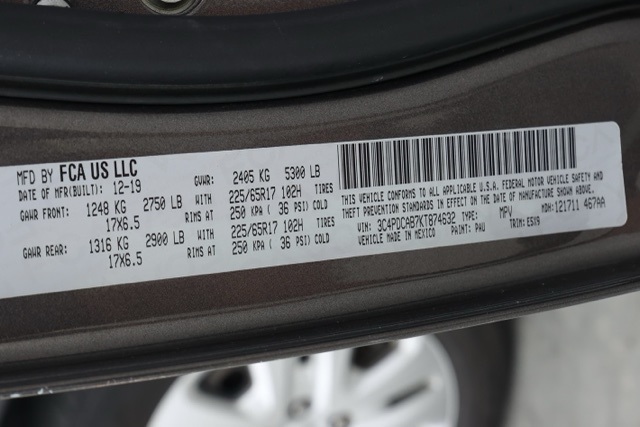 MFD BY FCA US LLC
DATE OF MFR(BUILT): 12-19 GVWR: 2405 KG 5300 LB
GAWR FRONT: 1248 KG 2750 LB 225/65R17 102H TIRES
17X6.5 RIMS AT 250 KPA ( 36 PSI) COLD
GAWR REAR: 1316 KG 2900 LB 225/65R17 102H TIRES
17X6.5 RIMS AT 250 KPA ( 36 PSI) COLD
THIS VEHICLE CONFORMS TO ALL APPLICABLE U.S.A. FEDERAL MOTOR VEHICLE SAFETY AND
THEFT PREVENTION STANDARDS IN EFFECT ON THE DATE OF MANUFACTURE SHOWN ABOVE.
VIN: 3C4PDCAB7KT874632 TYPE: MPV MDH: 121711 467AA
VEHICLE MADE IN MEXICO PAINT: PAU TRIM: E5X9